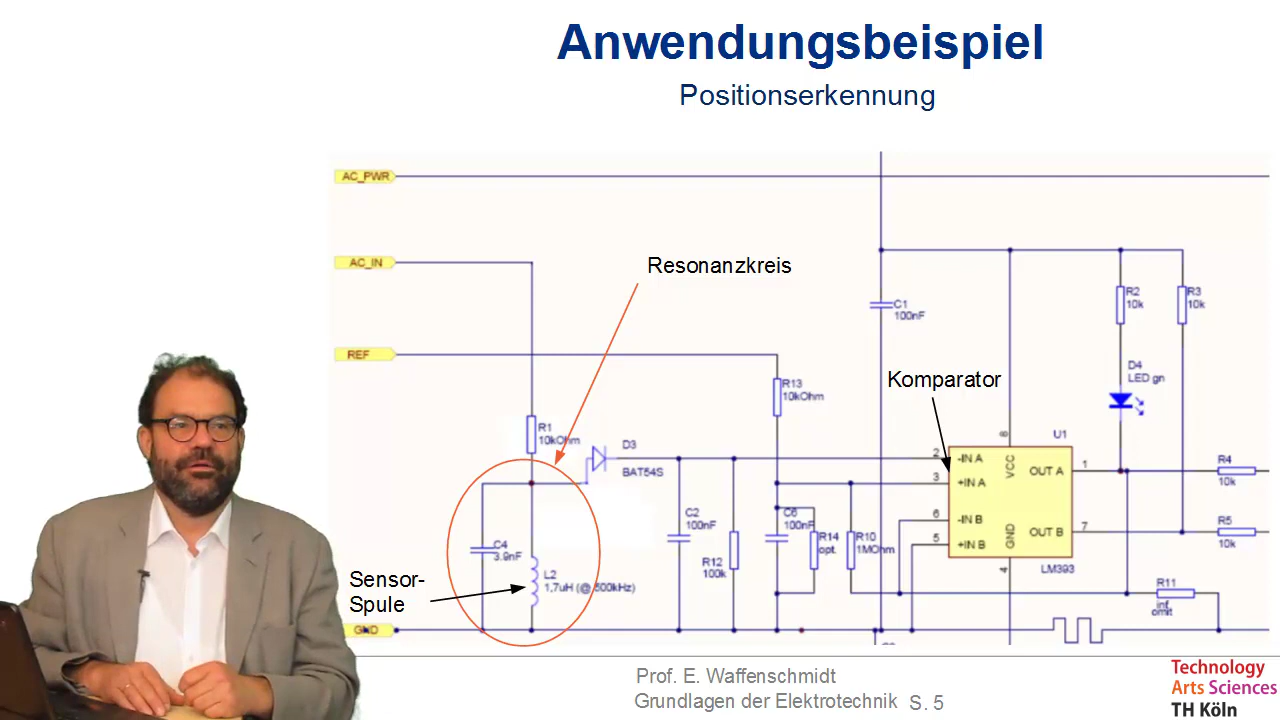 Anwendungsbeispiel
Positionserkennung
AC_PWR
AC_IN
Resonanzkreis
REF
C1
100nF
R2
10k
R3
10k
D4
LED gn
Komparator
R13
10kOhm
R1
10kOhm
D3
BAT54S
U1
8
2
-IN A
VCC
OUT A
1
R4
10k
3
+IN A
C2
100nF
C6
100nF
6
-IN B
OUT B
7
R5
10k
GND
5
+IN B
R14
opt.
R10
1MOhm
C4
3.9nF
R12
100k
LM393
4
L2
1,7uH (@ 500kHz)
Sensor-
Spule
R11
inf.
omit
GND
Prof. E. Waffenschmidt
Grundlagen der Elektrotechnik S. 5
Technology
Arts Sciences
TH Köln